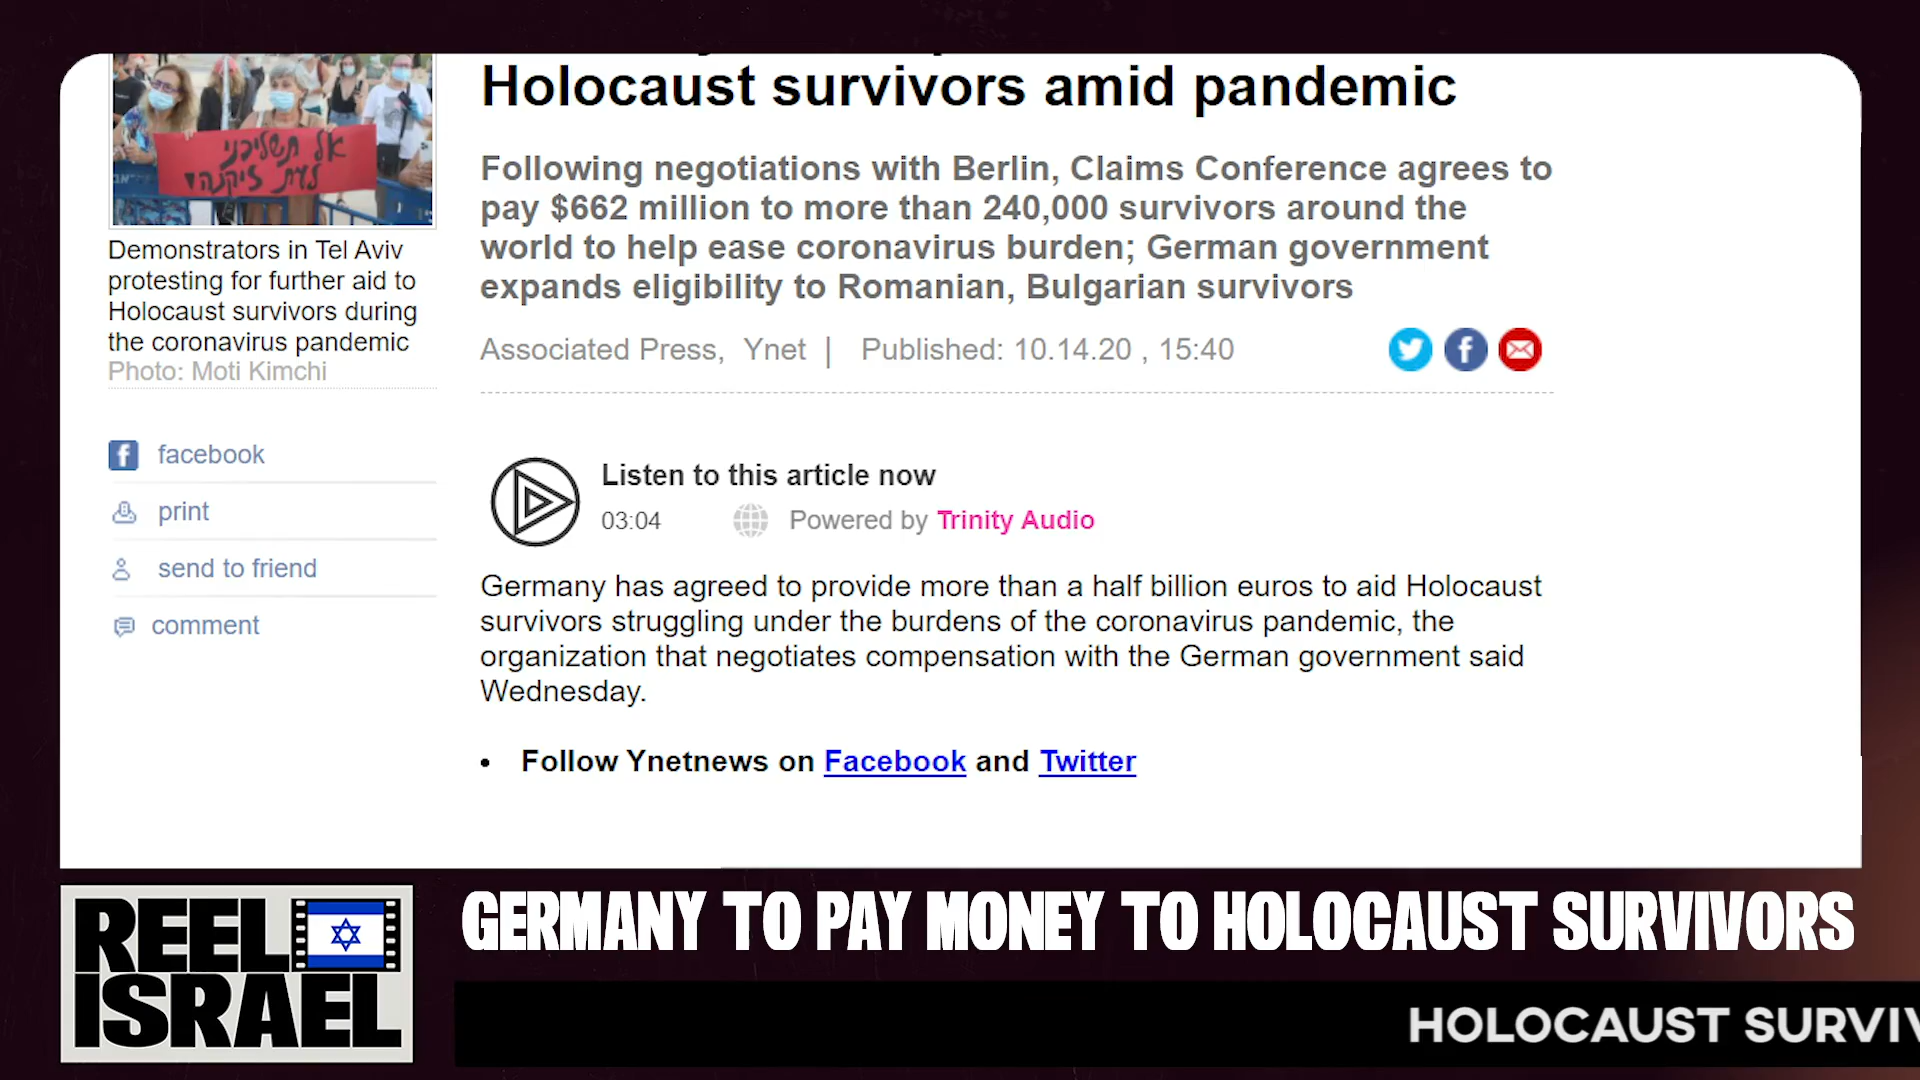 Holocaust survivors amid pandemic
Following negotiations with Berlin, Claims Conference agrees to
pay $662 million to more than 240,000 survivors around the
world to help ease coronavirus burden; German government
expands eligibility to Romanian, Bulgarian survivors
Associated Press, Ynet | Published: 10.14.20 , 15:40
אל תשליכני
לעת זיקנה!
Demonstrators in Tel Aviv
protesting for further aid to
Holocaust survivors during
the coronavirus pandemic
Photo: Moti Kimchi
facebook
print
send to friend
comment
Listen to this article now
03:04 Powered by Trinity Audio
Germany has agreed to provide more than a half billion euros to aid Holocaust
survivors struggling under the burdens of the coronavirus pandemic, the
organization that negotiates compensation with the German government said
Wednesday.
• Follow Ynetnews on Facebook and Twitter
REEL
ISRAEL
GERMANY TO PAY MONEY TO HOLOCAUST SURVIVORS
HOLOCAUST SURVIV